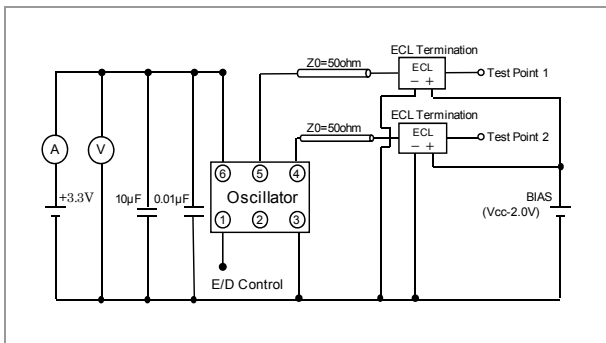 ECL Termination
Z0=50ohm
ECL
− +
Test Point 1
ECL Termination
Z0=50ohm
ECL
− +
Test Point 2
A
V
6 5 4
+3.3V
10μF
0.01μF
Oscillator
BIAS
(Vcc-2.0V)
1 2 3
E/D Control